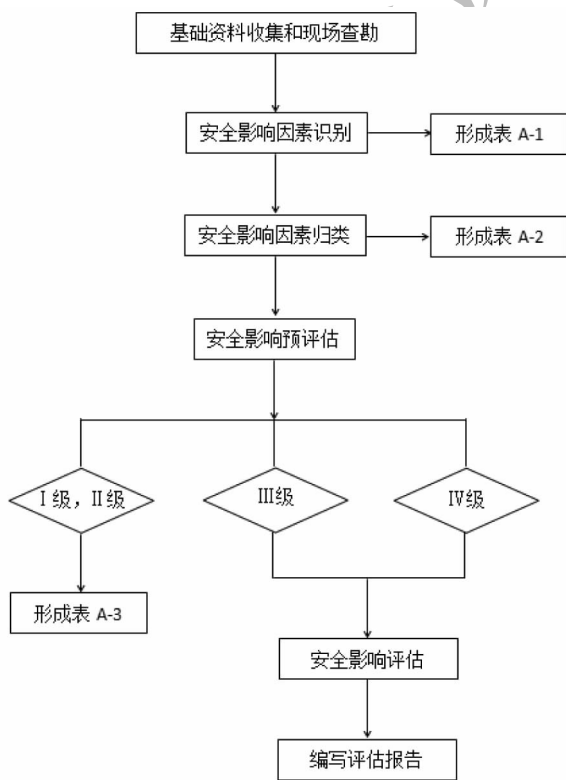 基础资料收集和现场查勘
安全影响因素识别
形成表 A-1
安全影响因素归类
形成表 A-2
安全影响预评估
I级，II级
III级
IV级
形成表 A-3
安全影响评估
编写评估报告